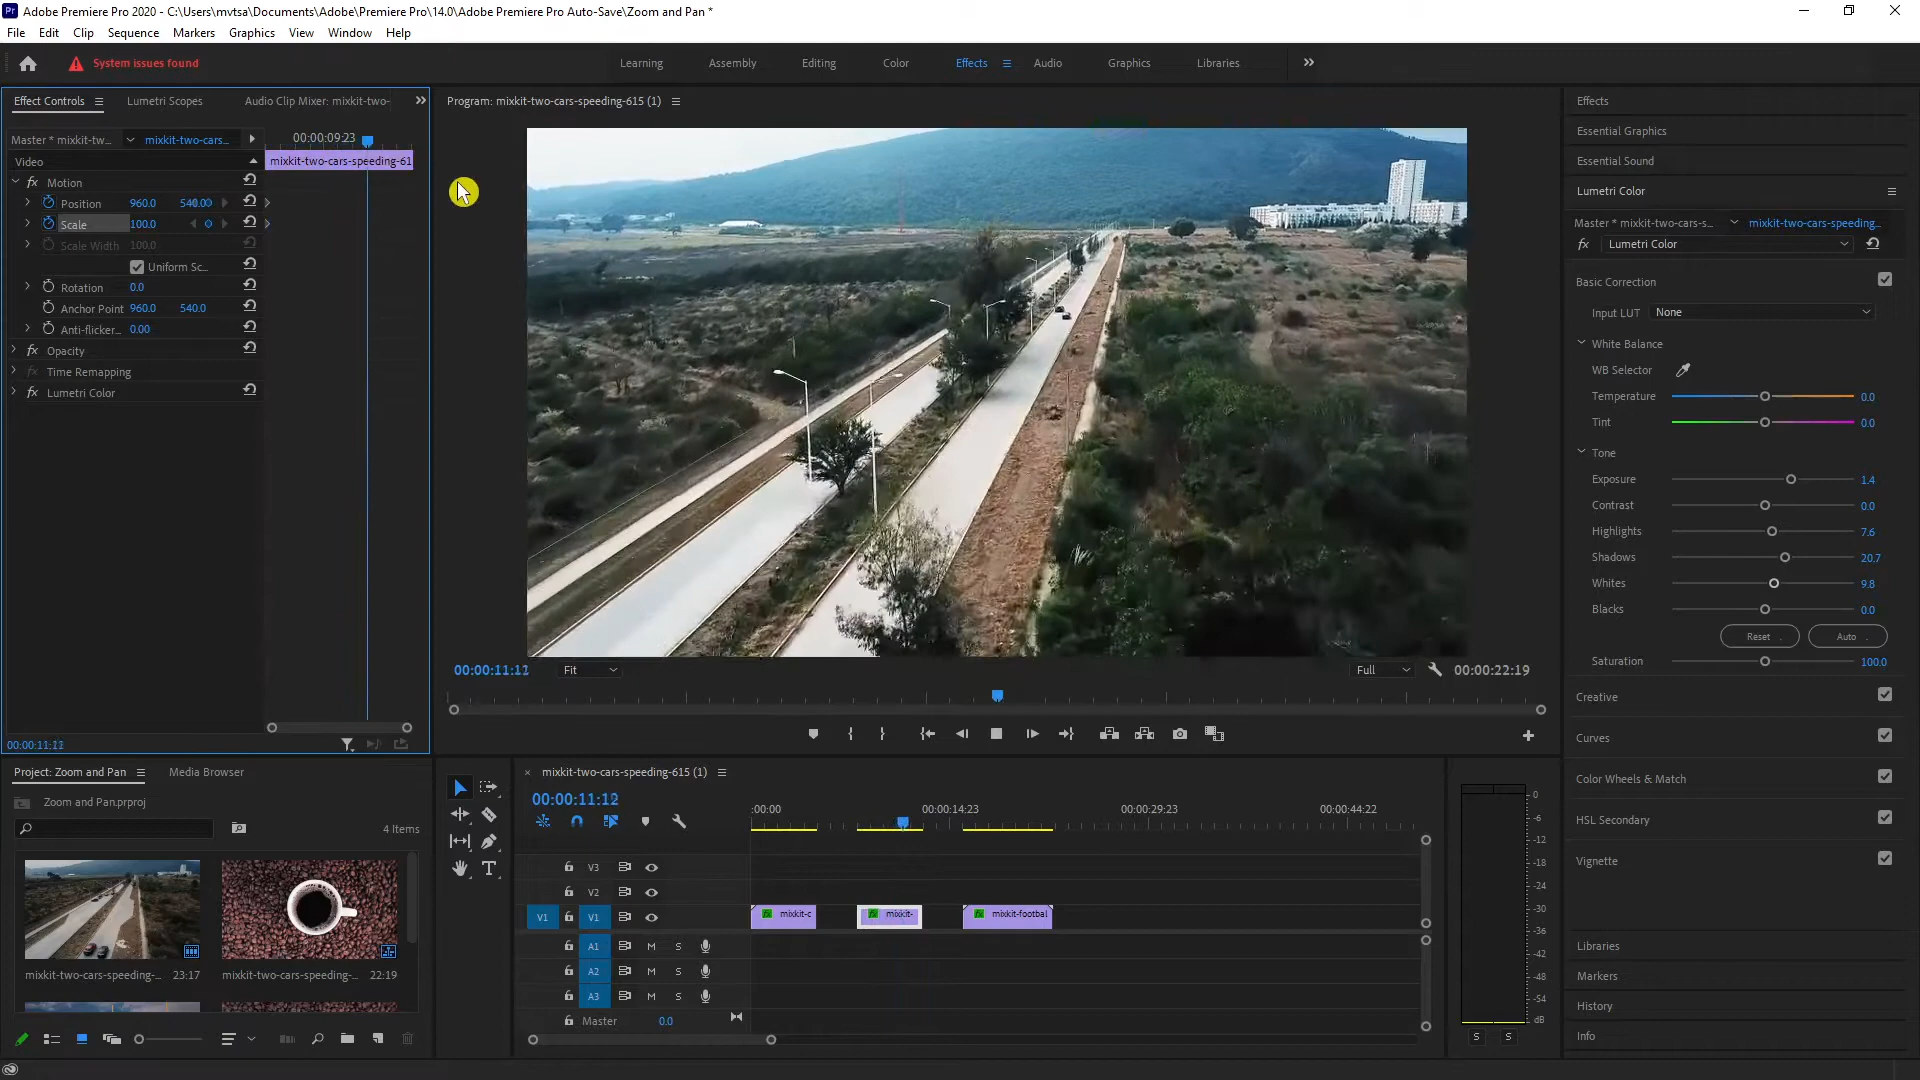 Adobe Premiere Pro 2020 - C:\Users\mvtsa\Documents\Adobe\Premiere Pro\14.0\Adobe Premiere Pro Auto-Save\Zoom and Pan *
File Edit Clip Sequence Markers Graphics View Window Help
System issues found
Learning Assembly Editing Color Effects Audio Graphics Libraries
Effect Controls Lumetri Scopes Audio Clip Mixer: mixkit-two-
Program: mixkit-two-cars-speeding-615 (1)
Master * mixkit-tw... mixkit-two-cars... 00:00:09:23
Video mixkit-two-cars-speeding-61
Motion
Position 960.0 540.0
Scale 100.0
Scale Width 100.0
Uniform Sc...
Rotation 0.0
Anchor Point 960.0 540.0
Anti-flicker... 0.00
Opacity
Time Remapping
Lumetri Color
00:00:11:12
00:00:11:12 Fit Full 00:00:22:19
Effects
Essential Graphics
Essential Sound
Lumetri Color
Master * mixkit-two-cars-s... mixkit-two-cars-speeding...
fx Lumetri Color
Basic Correction
Input LUT None
White Balance
WB Selector
Temperature 0.0
Tint 0.0
Tone
Exposure 1.4
Contrast 0.0
Highlights 7.6
Shadows 20.7
Whites 9.8
Blacks 0.0
Reset Auto
Saturation 100.0
Creative
Curves
Color Wheels & Match
HSL Secondary
Vignette
Libraries
Markers
History
Info
Project: Zoom and Pan Media Browser
Zoom and Pan.prproj
4 Items
mixkit-two-cars-speeding-... 23:17
mixkit-two-cars-speeding-... 22:19
mixkit-two-cars-speeding-615 (1)
00:00:11:12
:00:00 00:00:14:23 00:00:29:23 00:00:44:22
V3
V2
V1 V1 mixkit-c mixkit- mixkit-footbal
A1 M S
A2 M S
A3 M S
Master 0.0
0
-6
-12
-18
-24
-30
-36
-42
-48
-54
dB
S S